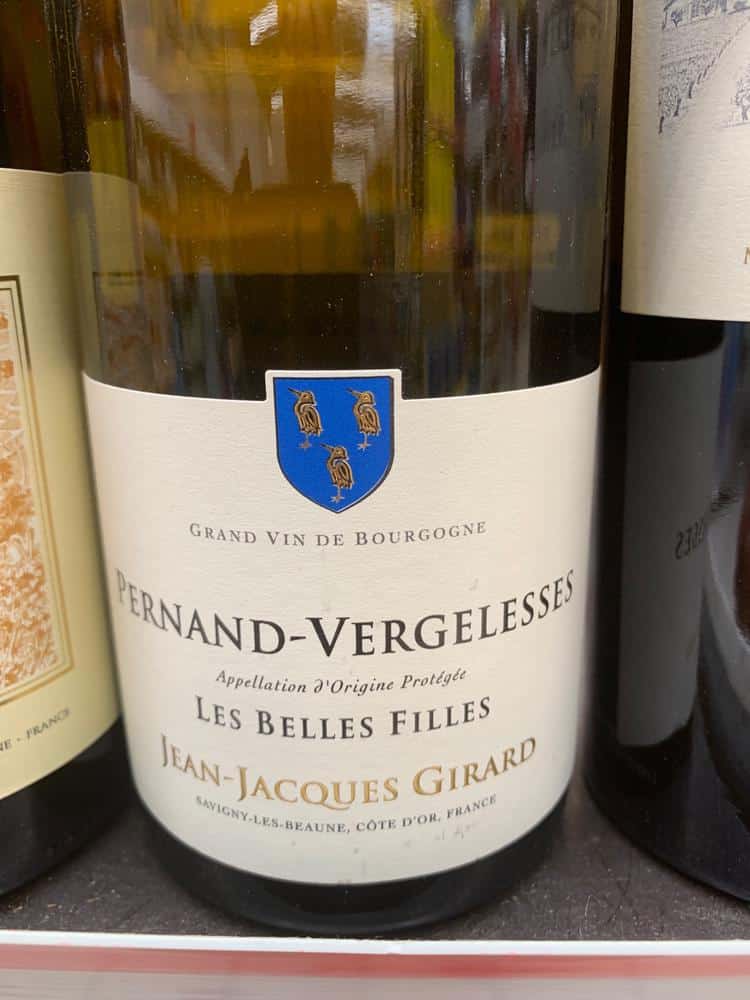 GRAND VIN DE BOURGOGNE
PERNAND-VERGELESSES
Appellation d'Origine Protégée
LES BELLES FILLES
JEAN-JACQUES GIRARD
SAVIGNY-LES-BEAUNE, CÔTE D'OR, FRANCE
- FRANCE